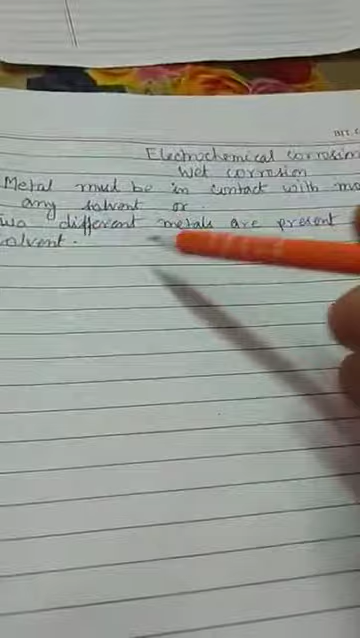 BIT
Electrochemical corrosion
Wet corrosion
Metal must be in contact with
any solvent or
Two different metals are present
solvent.